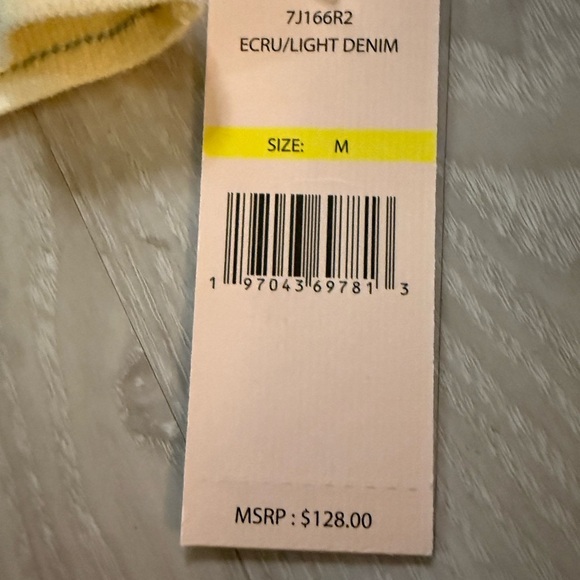 7J166R2
ECRU/LIGHT DENIM
SIZE: M
1 97043 69781 3
MSRP : $128.00